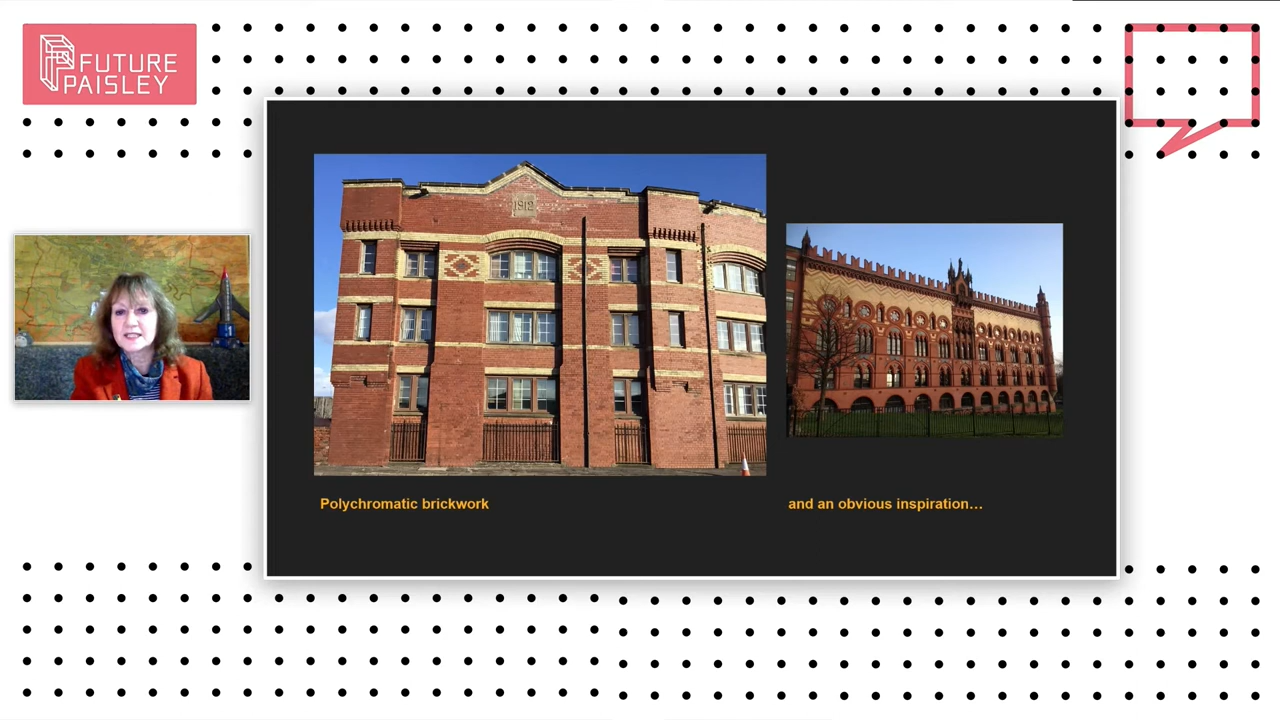 FUTURE
PAISLEY
1912
Polychromatic brickwork
and an obvious inspiration…